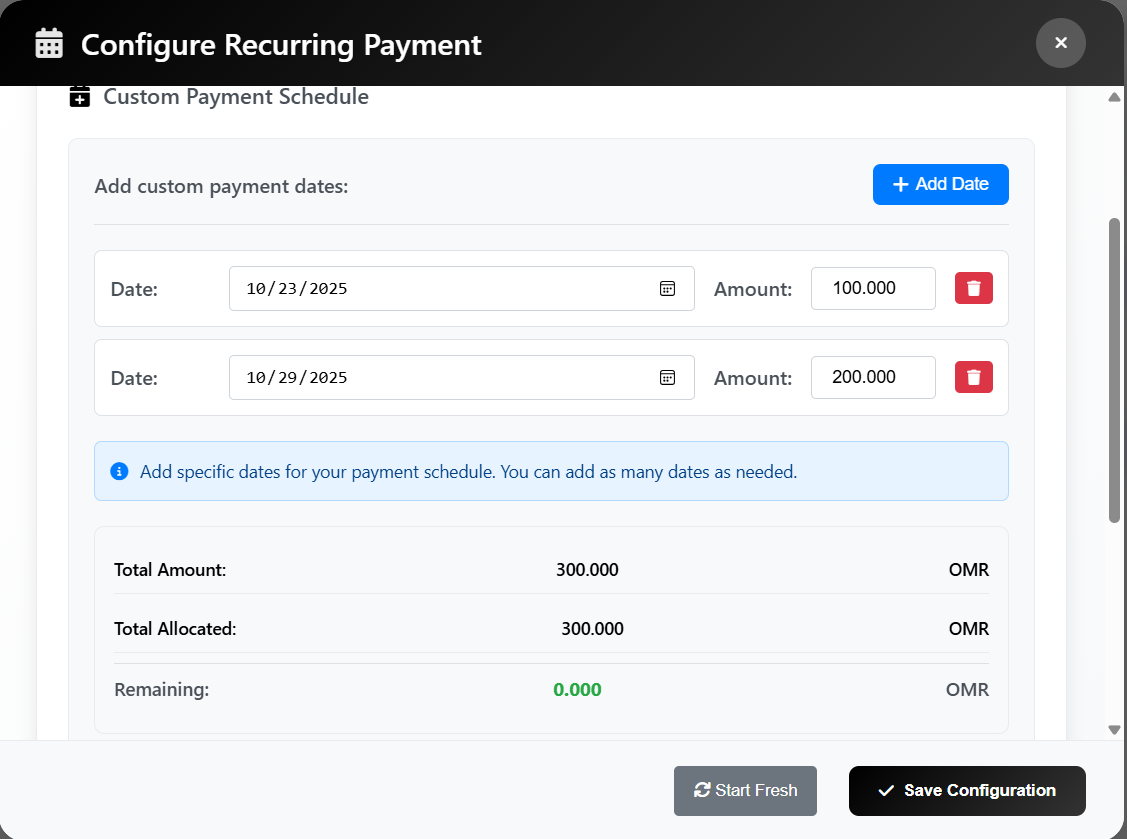 Configure Recurring Payment
Custom Payment Schedule
Add custom payment dates:
Add Date
Date: 10/23/2025 Amount: 100.000
Date: 10/29/2025 Amount: 200.000
Add specific dates for your payment schedule. You can add as many dates as needed.
Total Amount: 300.000 OMR
Total Allocated: 300.000 OMR
Remaining: 0.000 OMR
Start Fresh Save Configuration